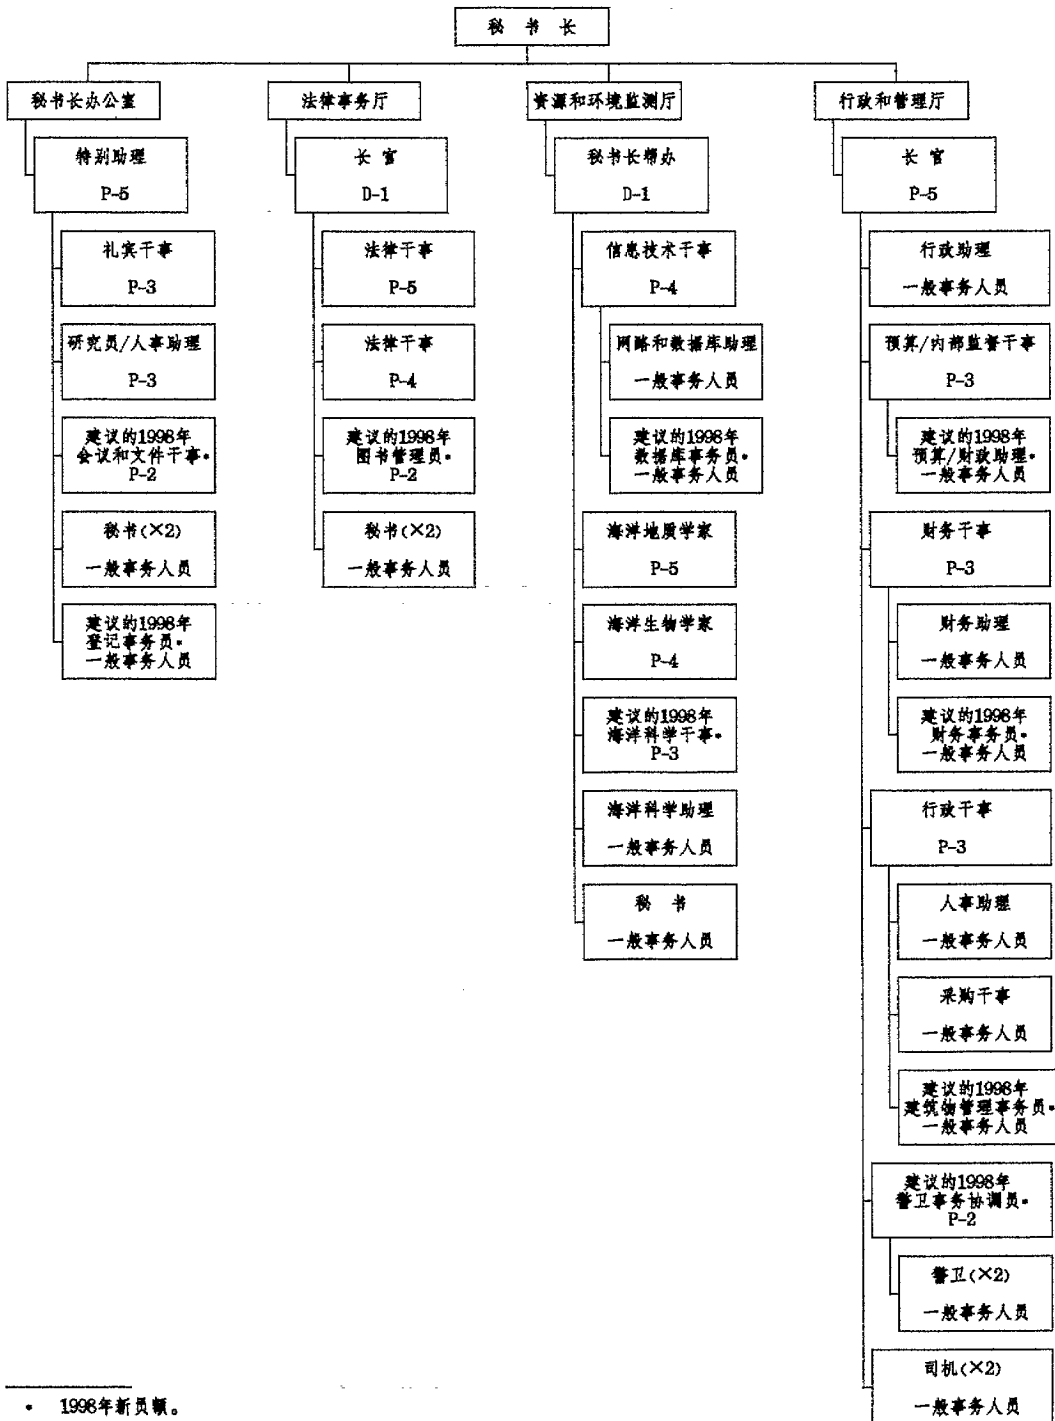 秘 书 长
秘书长办公室
特别助理
P-5
礼宾干事
P-3
研究员/人事助理
P-3
建议的1998年
会议和文件干事*
P-2
秘书(×2)
一般事务人员
建议的1998年
登记事务员*
一般事务人员
法律事务厅
长 官
D-1
法律干事
P-5
法律干事
P-4
建议的1998年
图书管理员*
P-2
秘书(×2)
一般事务人员
资源和环境监测厅
秘书长帮办
D-1
信息技术干事
P-4
网路和数据库助理
一般事务人员
建议的1998年
数据库事务员*
一般事务人员
海洋地质学家
P-5
海洋生物学家
P-4
建议的1998年
海洋科学干事*
P-3
海洋科学助理
一般事务人员
秘 书
一般事务人员
行政和管理厅
长 官
P-5
行政助理
一般事务人员
预算/内部监督干事
P-3
建议的1998年
预算/财政助理*
一般事务人员
财务干事
P-3
财务助理
一般事务人员
建议的1998年
财务事务员*
一般事务人员
行政干事
P-3
人事助理
一般事务人员
采购干事
一般事务人员
建议的1998年
建筑物管理事务员*
一般事务人员
建议的1998年
警卫事务协调员*
P-2
警卫(×2)
一般事务人员
司机(×2)
一般事务人员
* 1998年新员额。